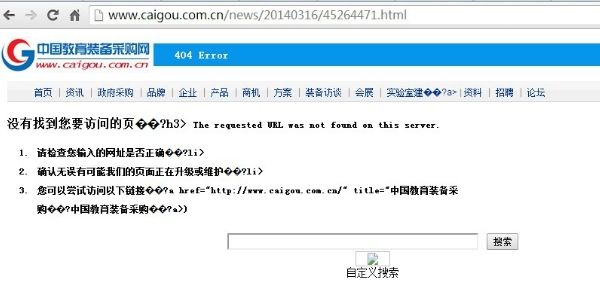 www.caigou.com.cn/news/20140316/45264471.html
中国教育装备采购网
www.caigou.com.cn
404 Error
首页 | 资讯 | 政府采购 | 品牌 | 企业 | 产品 | 商机 | 方案 | 装备访谈 | 会展 | 实验室建��?a> | 资料 | 招聘 | 论坛
没有找到您要访问的页��?h3> The requested URL was not found on this server.
1. 请检查您输入的网址是否正确��?li>
2. 确认无误有可能我们的页面正在升级或维护��?li>
3. 您可以尝试访问以下链接��?a href="http://www.caigou.com.cn/" title="中国教育装备采
购��?中国教育装备采购��?a>)
搜索
自定义搜索